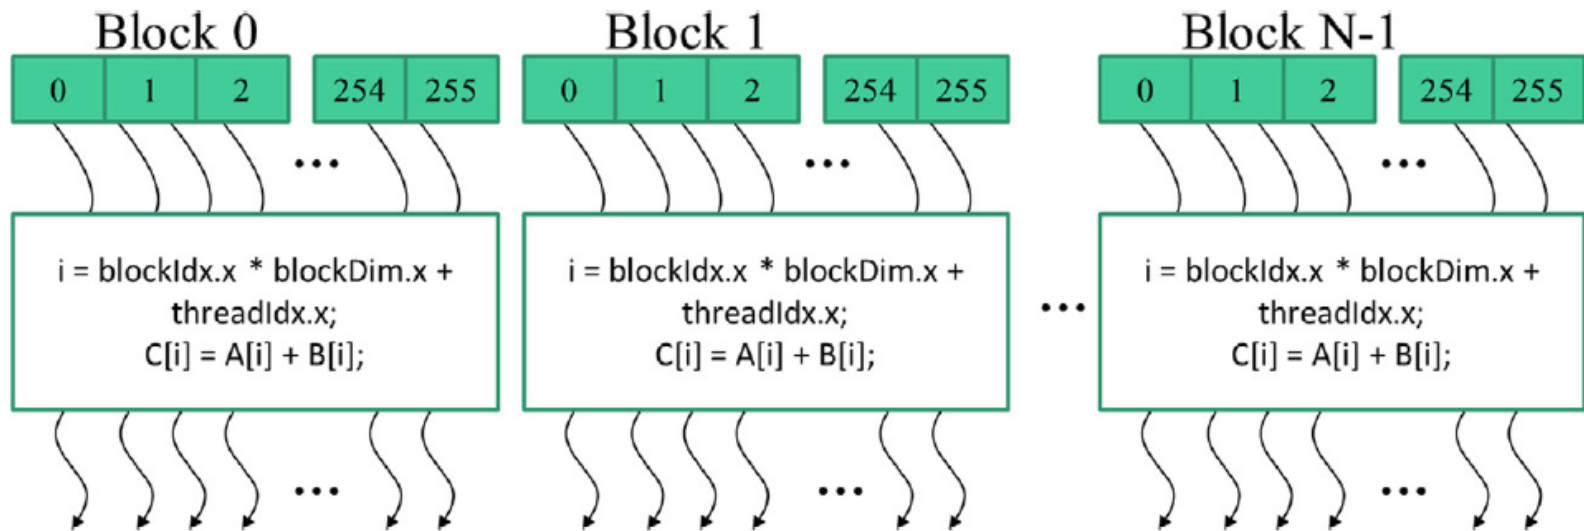 Block 0
0 1 2 254 255
...
i = blockIdx.x * blockDim.x +
threadIdx.x;
C[i] = A[i] + B[i];
...
Block 1
0 1 2 254 255
...
i = blockIdx.x * blockDim.x +
threadIdx.x;
C[i] = A[i] + B[i];
...
...
Block N-1
0 1 2 254 255
...
i = blockIdx.x * blockDim.x +
threadIdx.x;
C[i] = A[i] + B[i];
...